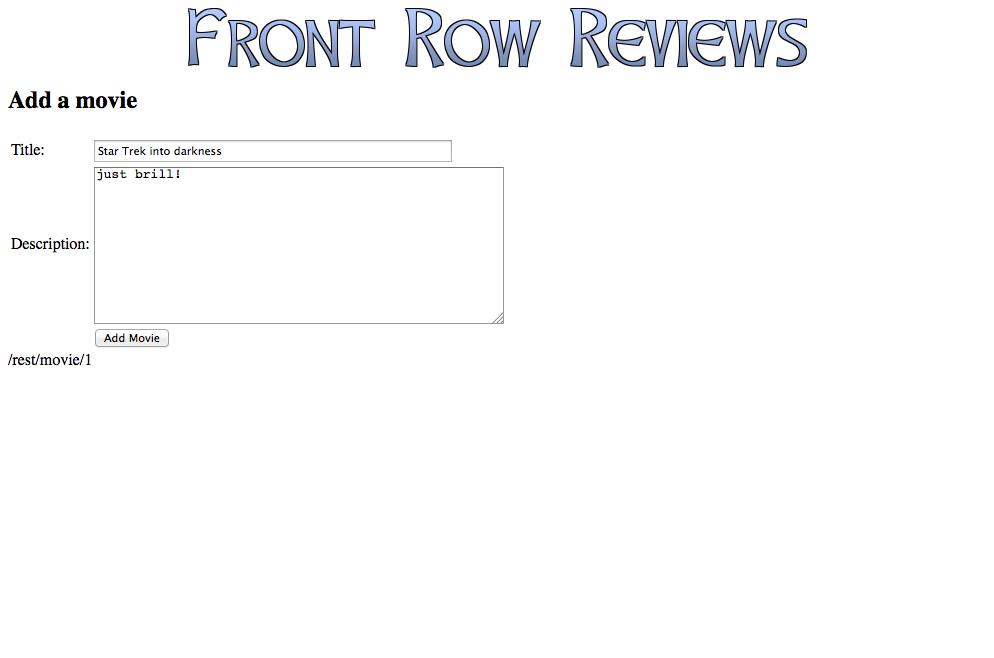 Front Row Reviews
Add a movie
Title: Star Trek into darkness
just brill!
Description:
Add Movie
/rest/movie/1